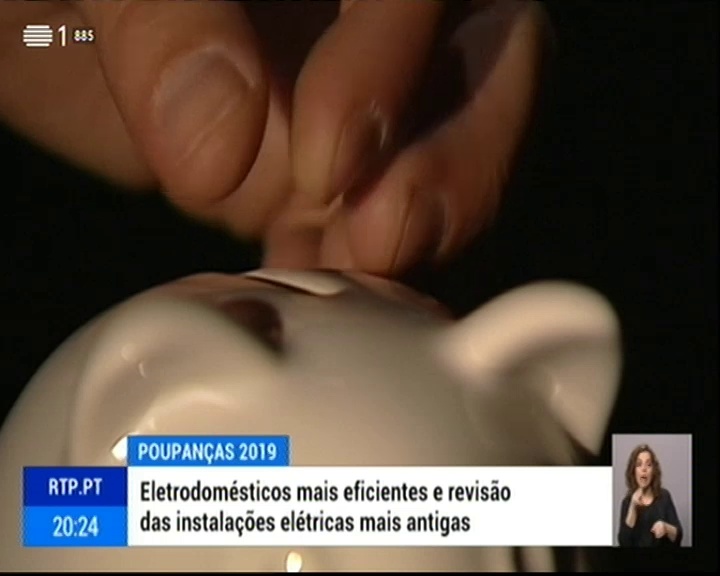 1 885
POUPANÇAS 2019
RTP.PT
Eletrodomésticos mais eficientes e revisão
das instalações elétricas mais antigas
20:24